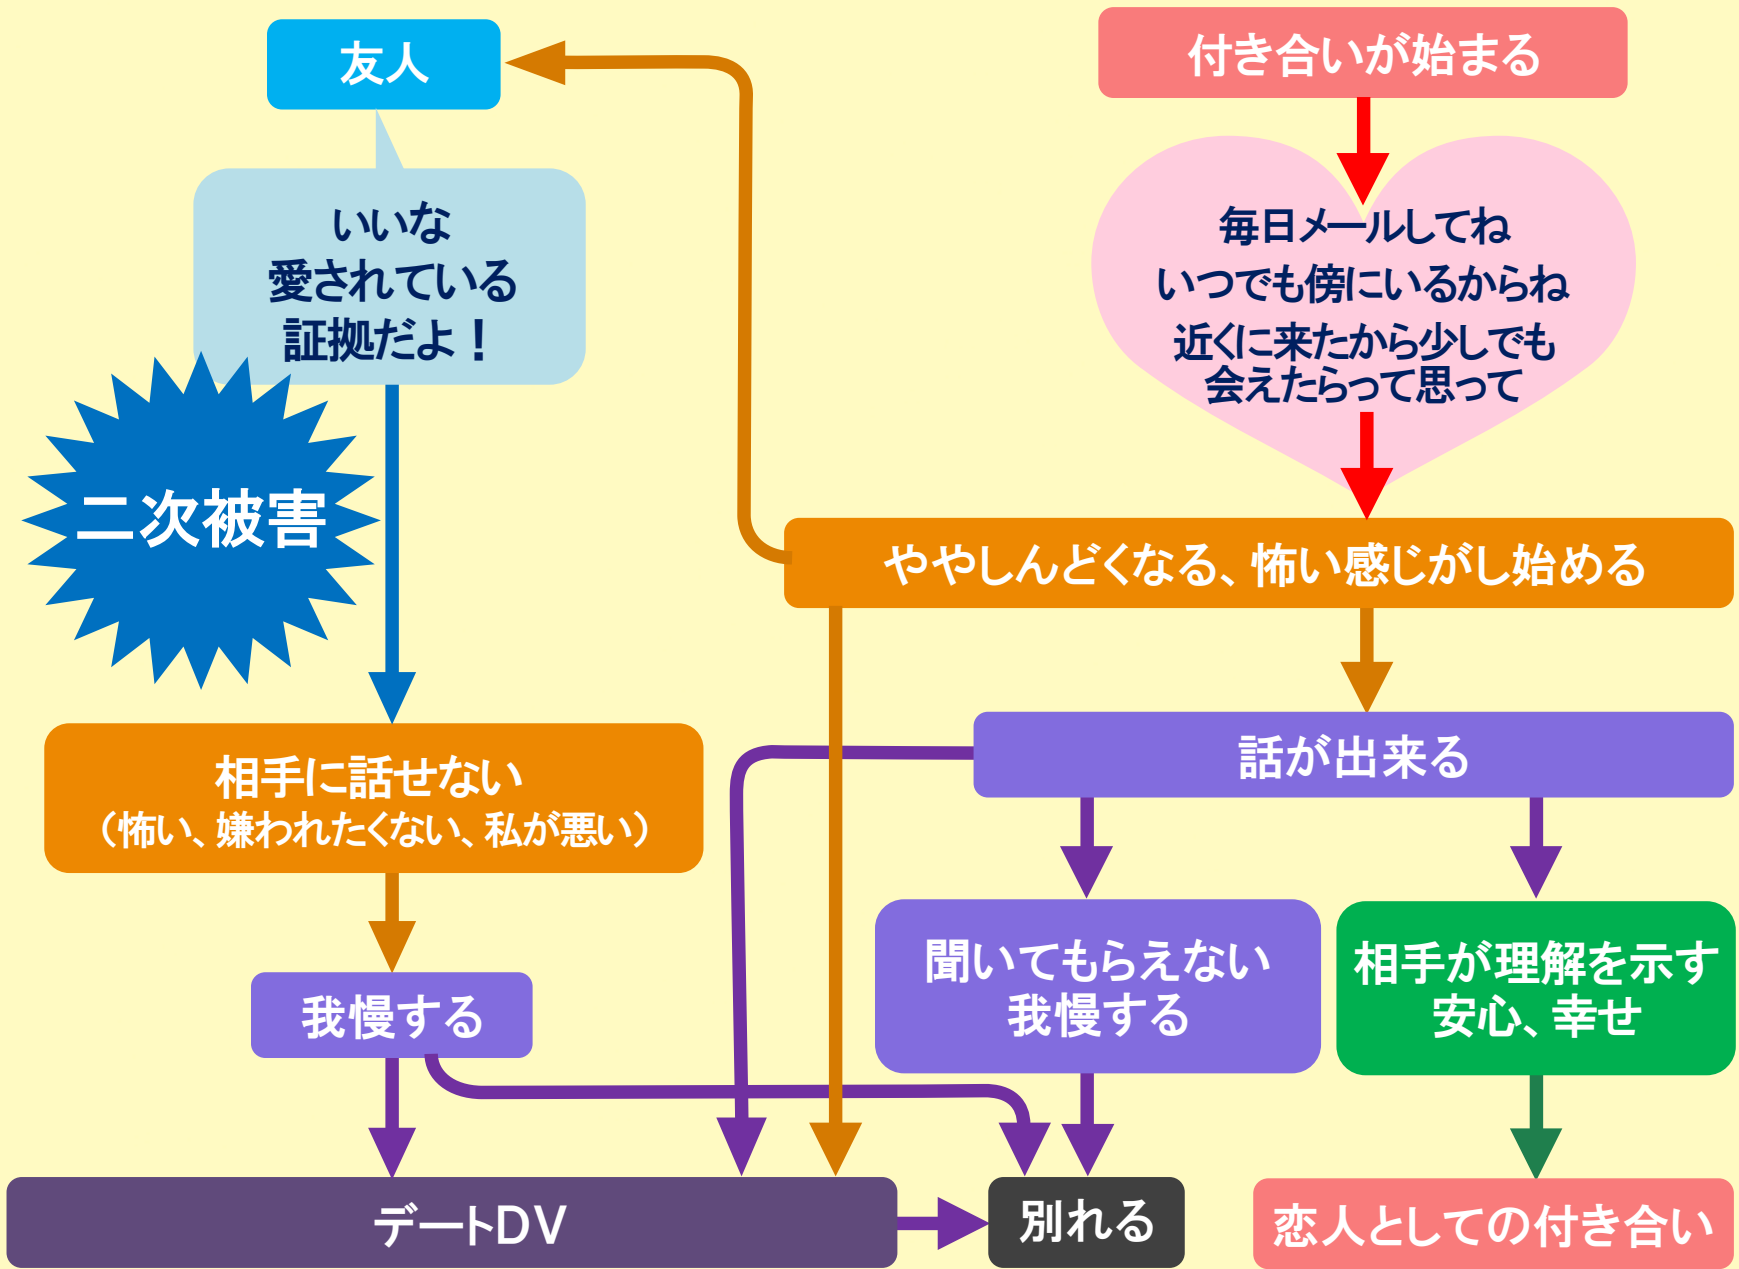 友人
付き合いが始まる
いいな
愛されている
証拠だよ！
毎日メールしてね
いつでも傍にいるからね
近くに来たから少しでも
会えたらって思って
二次被害
ややしんどくなる、怖い感じがし始める
相手に話せない
（怖い、嫌われたくない、私が悪い）
話が出来る
我慢する
聞いてもらえない
我慢する
相手が理解を示す
安心、幸せ
デートDV
別れる
恋人としての付き合い